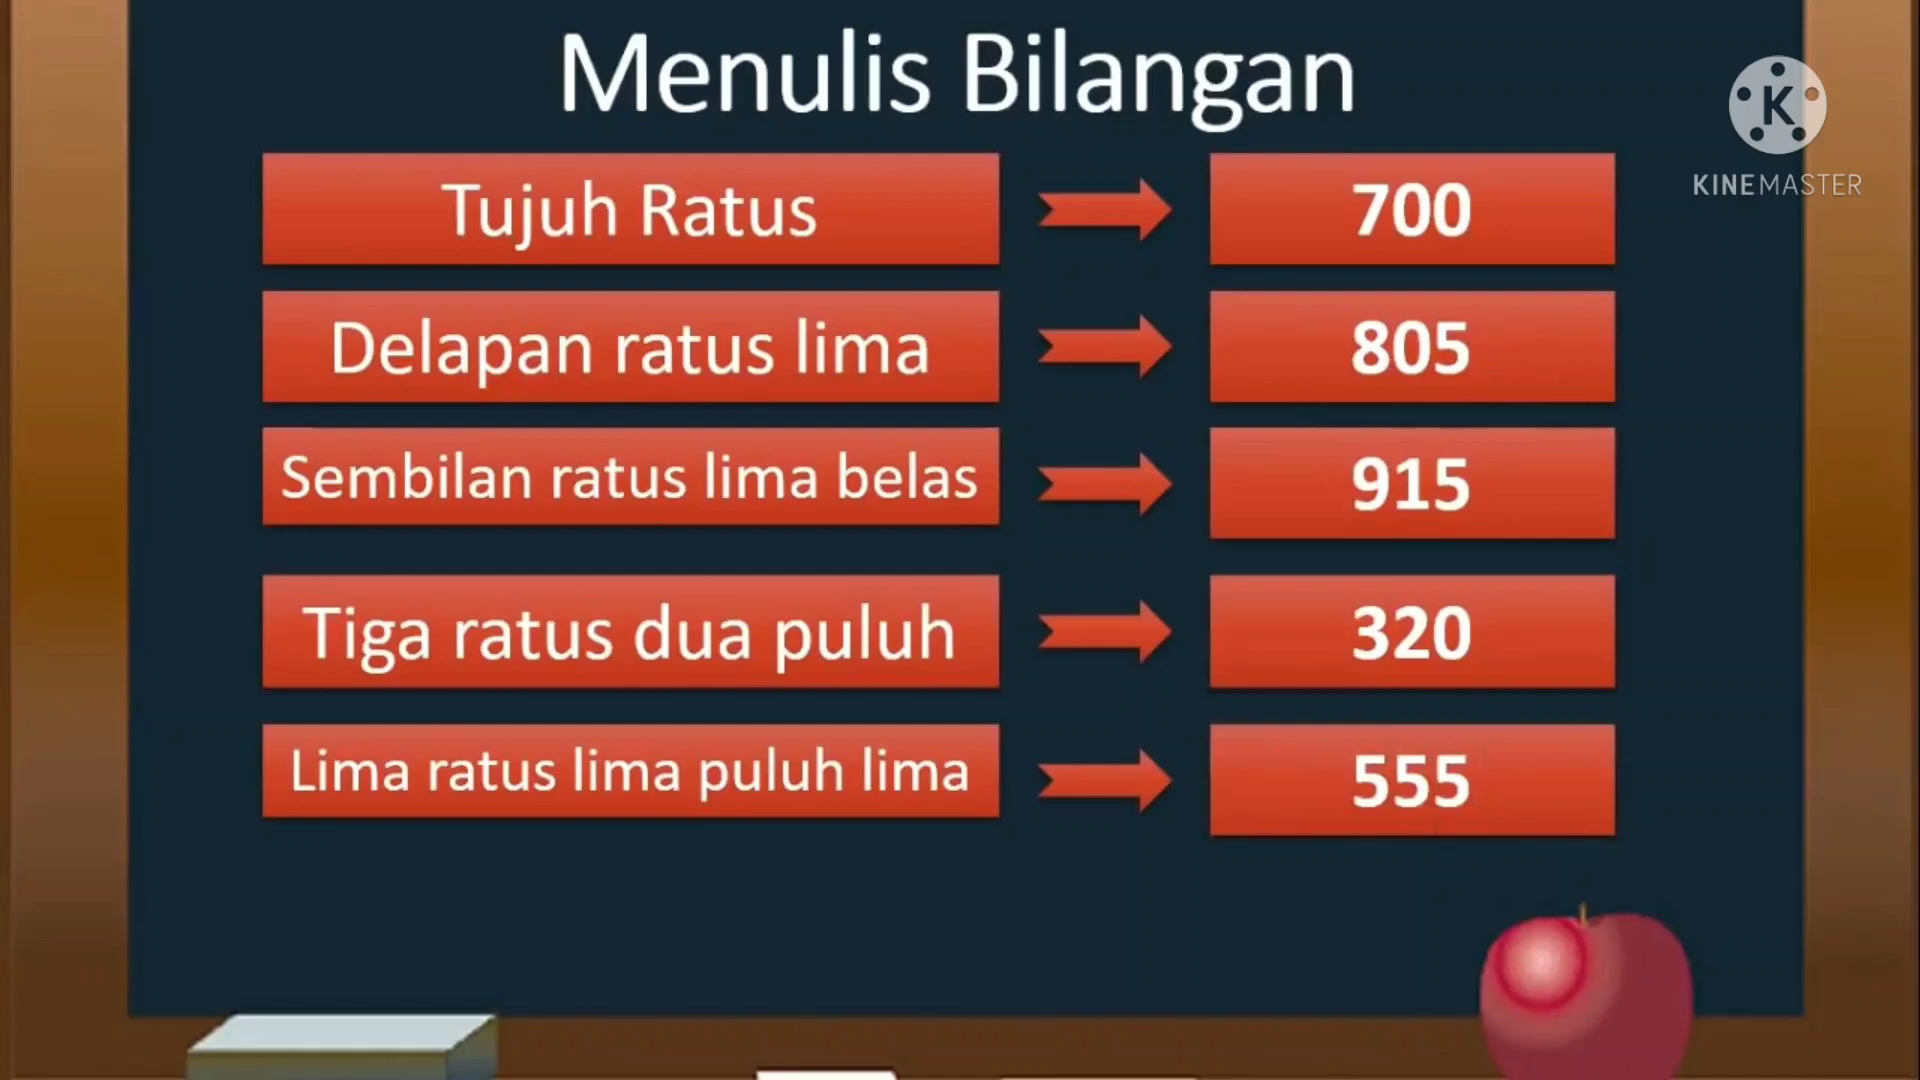 Menulis Bilangan
Tujuh Ratus
700
Delapan ratus lima
805
Sembilan ratus lima belas
915
Tiga ratus dua puluh
320
Lima ratus lima puluh lima
555
K
KINEMASTER